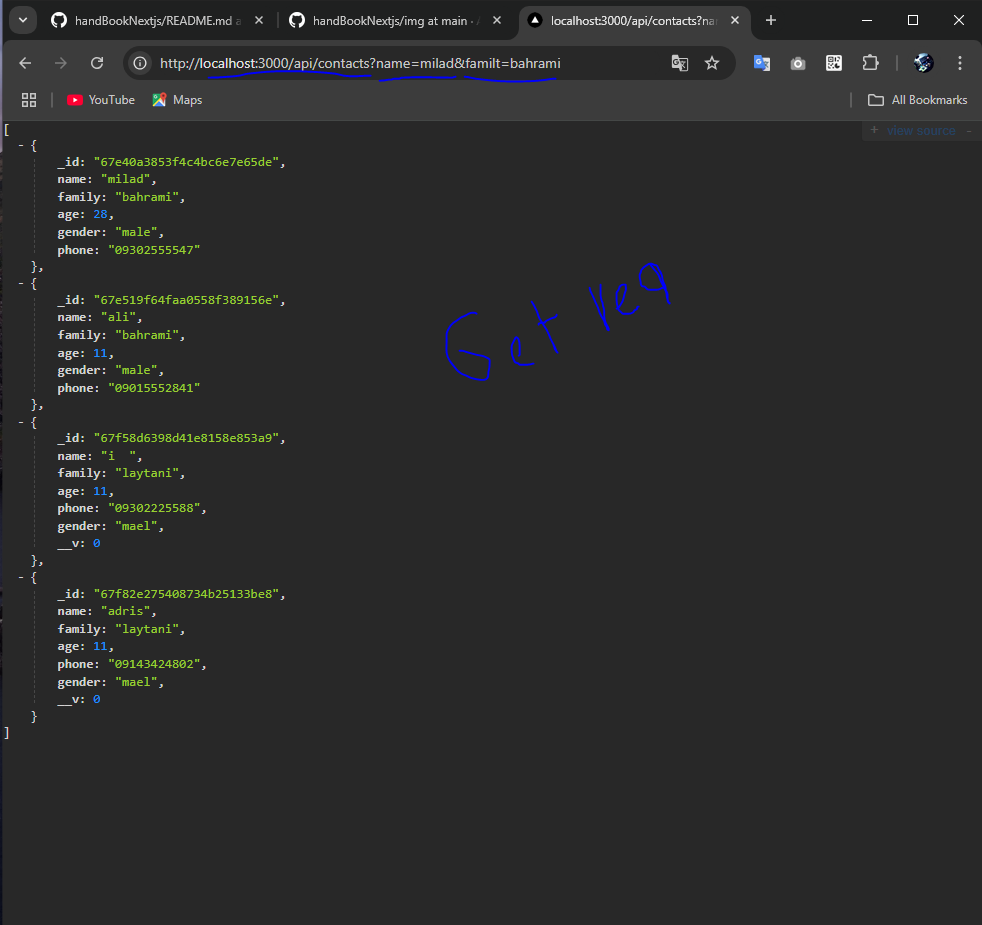 handBookNextjs/README.md a
handBookNextjs/img at main · 
localhost:3000/api/contacts?na
http://localhost:3000/api/contacts?name=milad&familt=bahrami
YouTube
Maps
All Bookmarks
+ view source -
[
- {
_id: "67e40a3853f4c4bc6e7e65de",
name: "milad",
family: "bahrami",
age: 28,
gender: "male",
phone: "09302555547"
},
- {
_id: "67e519f64faa0558f389156e",
name: "ali",
family: "bahrami",
age: 11,
gender: "male",
phone: "09015552841"
},
- {
_id: "67f58d6398d41e8158e853a9",
name: "i  ",
family: "laytani",
age: 11,
phone: "09302225588",
gender: "mael",
__v: 0
},
- {
_id: "67f82e275408734b25133be8",
name: "adris",
family: "laytani",
age: 11,
phone: "09143424802",
gender: "mael",
__v: 0
}
]
Get req